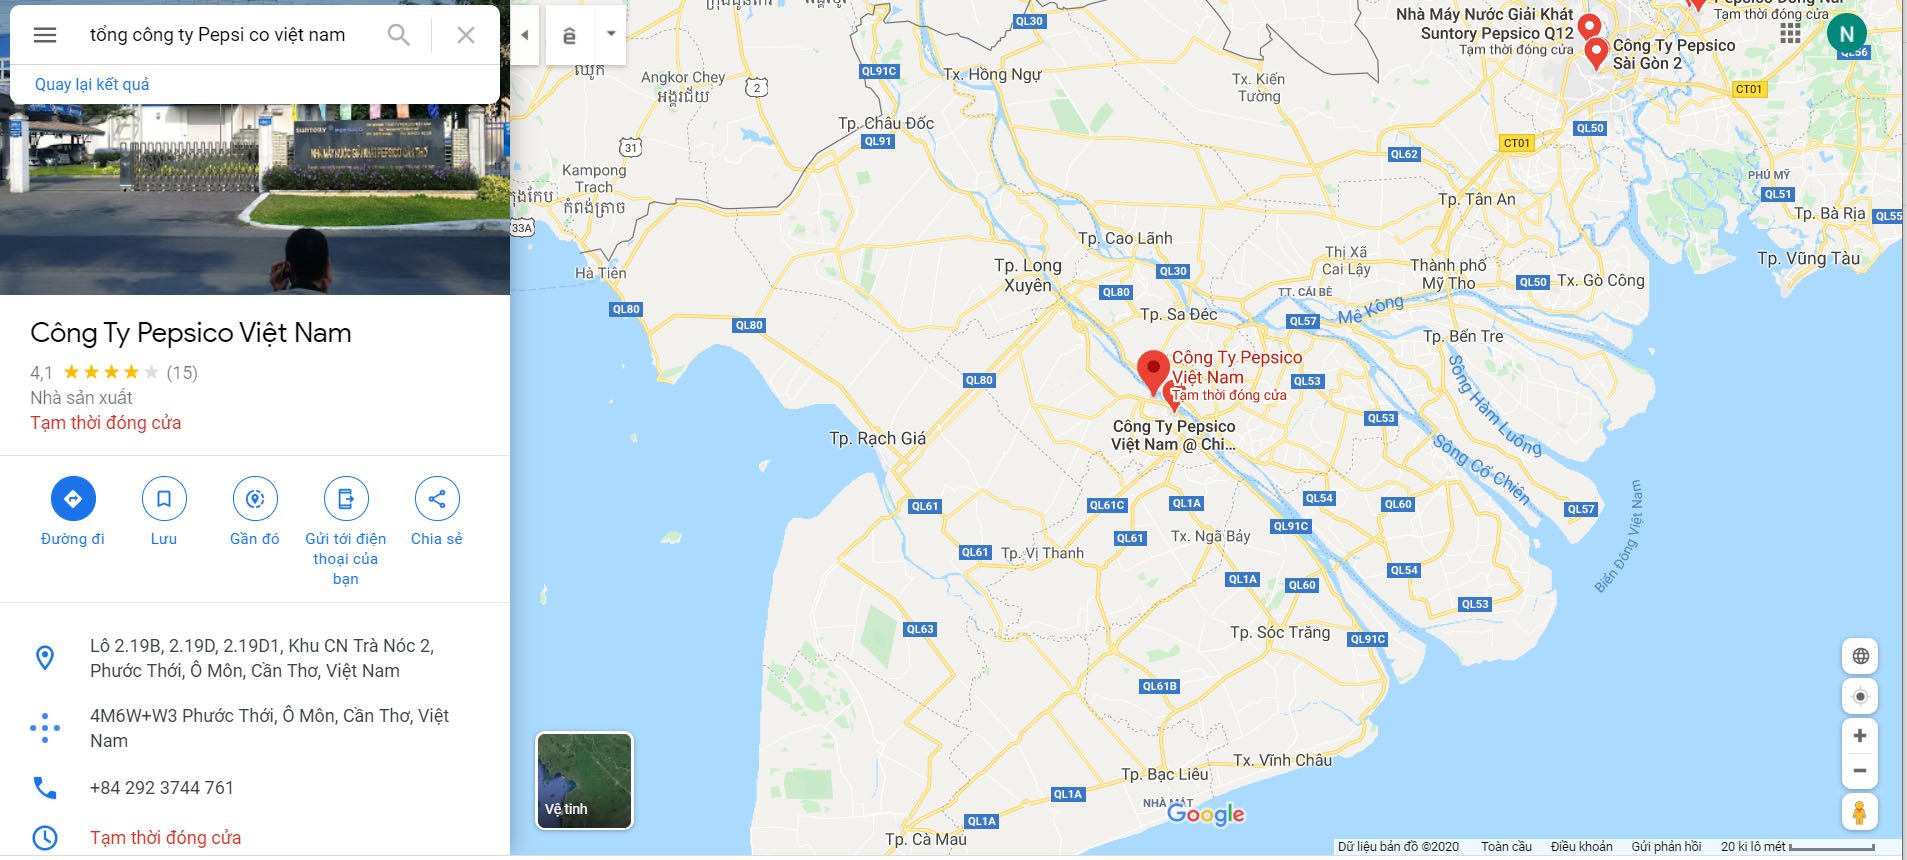 tổng công ty Pepsi co việt nam
Quay lại kết quả
SUNTORY PEPSICO
NHÀ MÁY NƯỚC GIẢI KHÁT PEPSICO CẦN THƠ
Công Ty Pepsico Việt Nam
4,1 (15)
Nhà sản xuất
Tạm thời đóng cửa
Đường đi
Lưu
Gần đó
Gửi tới điện
thoại của
bạn
Chia sẻ
Lô 2.19B, 2.19D, 2.19D1, Khu CN Trà Nóc 2,
Phước Thới, Ô Môn, Cần Thơ, Việt Nam
4M6W+W3 Phước Thới, Ô Môn, Cần Thơ, Việt
Nam
+84 292 3744 761
Tạm thời đóng cửa
ê
QL30
Nhà Máy Nước Giải Khát
Suntory Pepsico Q12
Tạm thời đóng cửa
Tạm thời đóng cửa
Công Ty Pepsico
Sài Gòn 2
N
QL56
CT01
Angkor Chey
អង្គរជ័យ
2
QL91C
Tx. Hồng Ngự
Tx. Kiến
Tường
Tp. Châu Đốc
QL91
31
QL50
CT01
QL62
Kampong
Trach
កំពង់ត្រាច
33A
PHÚ MỸ
QL51
Tp. Tân An
Tp. Bà Rịa
QL55
Tp. Cao Lãnh
Thị Xã
Cai Lậy
Tp. Vũng Tàu
Hà Tiên
Tp. Long
Xuyên
QL30
Thành phố
Mỹ Tho
QL50
Tx. Gò Công
QL80
TT. CÁI BÈ
QL80
Tp. Sa Đéc
QL57
Mê Kông
QL80
Tp. Bến Tre
Công Ty Pepsico
Việt Nam
Tạm thời đóng cửa
QL80
QL53
Sông Hàm Luông
QL53
Công Ty Pepsico
Việt Nam @ Chi...
Tp. Rạch Giá
Sông Cổ Chiên
QL61
QL61C
QL1A
QL54
QL60
QL57
QL91C
Biển Đông Việt Nam
QL61
Tx. Ngã Bảy
QL61
Tp. Vị Thanh
QL1A
QL60
QL54
QL53
QL63
Tp. Sóc Trăng
QL91C
QL61B
Tx. Vĩnh Châu
Tp. Bạc Liêu
QL1A
NHÀ MÁT
Google
QL1A
Tp. Cà Mau
Vệ tinh
Dữ liệu bản đồ ©2020
Toàn cầu
Điều khoản
Gửi phản hồi
20 ki lô mét